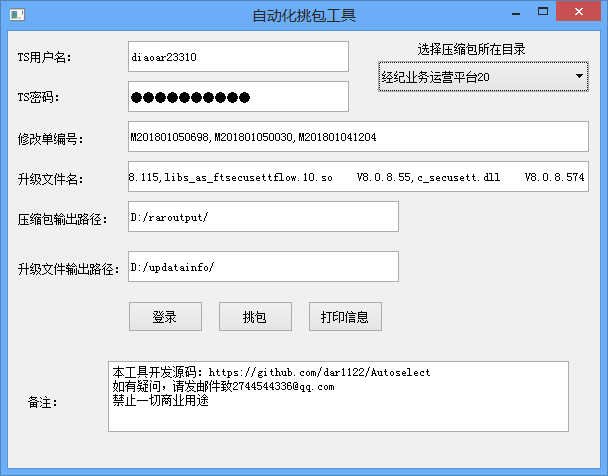 自动化挑包工具
TS用户名： diaoar23310
选择压缩包所在目录
经纪业务运营平台20
TS密码： ●●●●●●●●●●
修改单编号： M201801050698,M201801050030,M201801041204
升级文件名： 8.115,libs_as_ftsecusettflow.10.so    V8.0.8.55,c_secusett.dll    V8.0.8.574
压缩包输出路径： D:/raroutput/
升级文件输出路径： D:/updatainfo/
登录 挑包 打印信息
备注：
本工具开发源码：https://github.com/dar1122/Autoselect
如有疑问，请发邮件致2744544336@qq.com
禁止一切商业用途